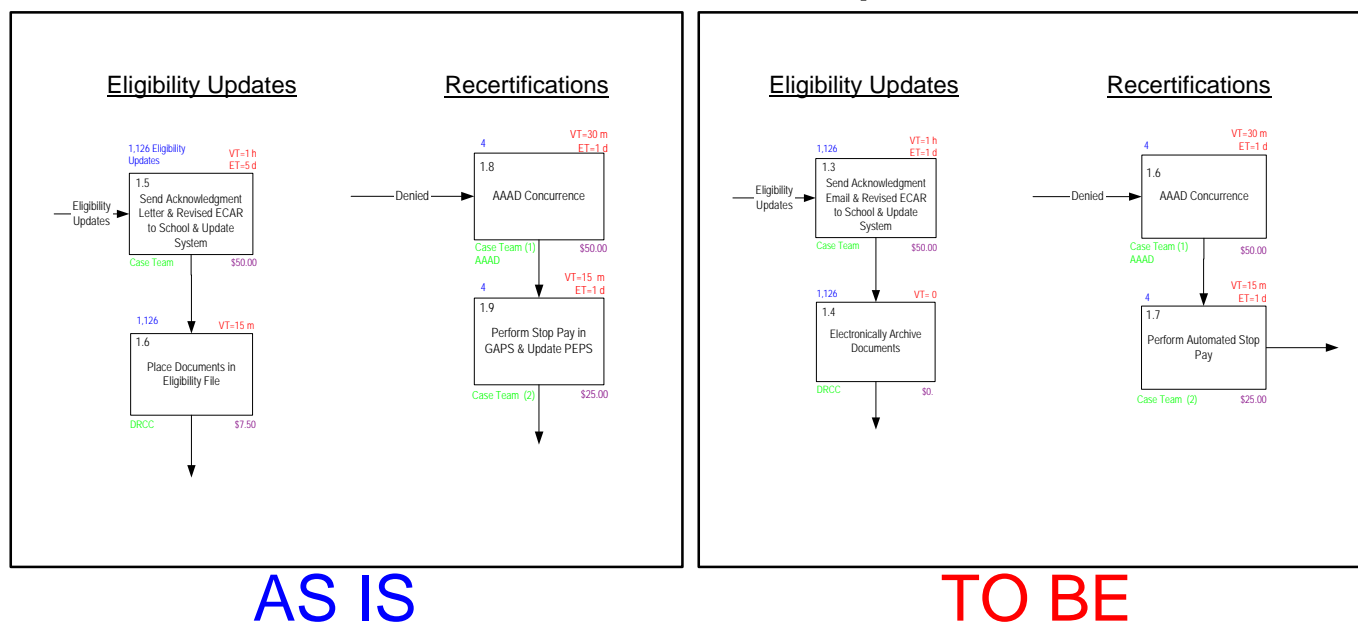 Eligibility Updates
Recertifications
1,126 Eligibility
Updates
VT=1 h
ET=5 d
1.5
Send Acknowledgment
Letter & Revised ECAR
to School & Update
System
Eligibility
Updates
Case Team
$50.00
1,126
VT=15 m
1.6
Place Documents in
Eligibility File
DRCC
$7.50
4
VT=30 m
ET=1 d
1.8
AAAD Concurrence
Denied
Case Team (1)
AAAD
$50.00
4
VT=15 m
ET=1 d
1.9
Perform Stop Pay in
GAPS & Update PEPS
Case Team (2)
$25.00
AS IS
Eligibility Updates
Recertifications
1,126
VT=1 h
ET=1 d
1.3
Send Acknowledgment
Email & Revised ECAR
to School & Update
System
Eligibility
Updates
Case Team
$50.00
1,126
VT= 0
1.4
Electronically Archive
Documents
DRCC
$0.
4
VT=30 m
ET=1 d
1.6
AAAD Concurrence
Denied
Case Team (1)
AAAD
$50.00
4
VT=15 m
ET=1 d
1.7
Perform Automated Stop
Pay
Case Team (2)
$25.00
TO BE